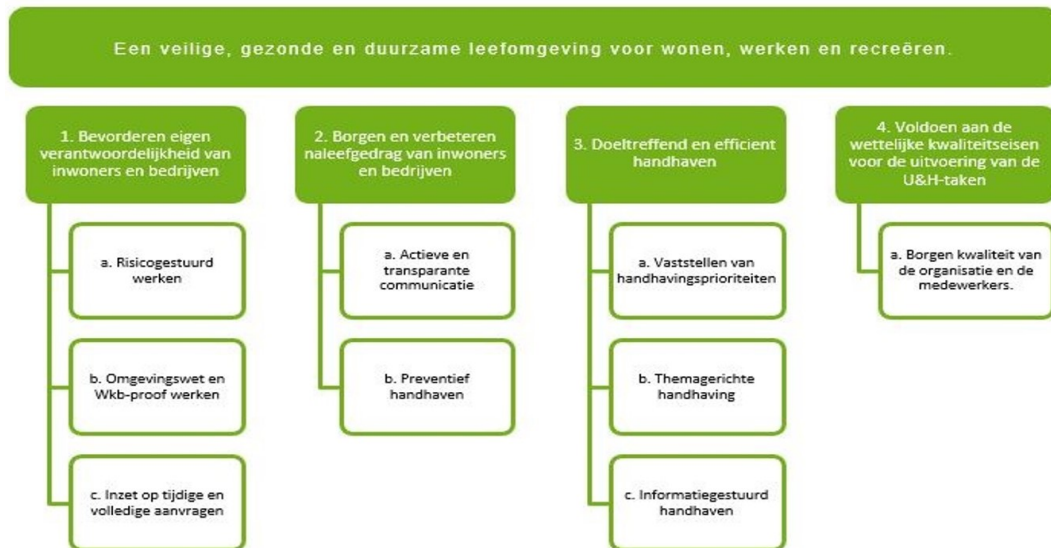 Een veilige, gezonde en duurzame leefomgeving voor wonen, werken en recreëren.
1. Bevorderen eigen
verantwoordelijkheid van
inwoners en bedrijven
a. Risicogestuurd
werken
b. Omgevingswet en
Wkb-proof werken
c. Inzet op tijdige en
volledige aanvragen
2. Borgen en verbeteren
naleefgedrag van inwoners
en bedrijven
a. Actieve en
transparante
communicatie
b. Preventief
handhaven
3. Doeltreffend en efficient
handhaven
a. Vaststellen van
handhavingsprioriteiten
b. Themagerichte
handhaving
c. Informatiegestuurd
handhaven
4. Voldoen aan de
wettelijke kwaliteitseisen
voor de uitvoering van de
U&H-taken
a. Borgen kwaliteit van
de organisatie en de
medewerkers.